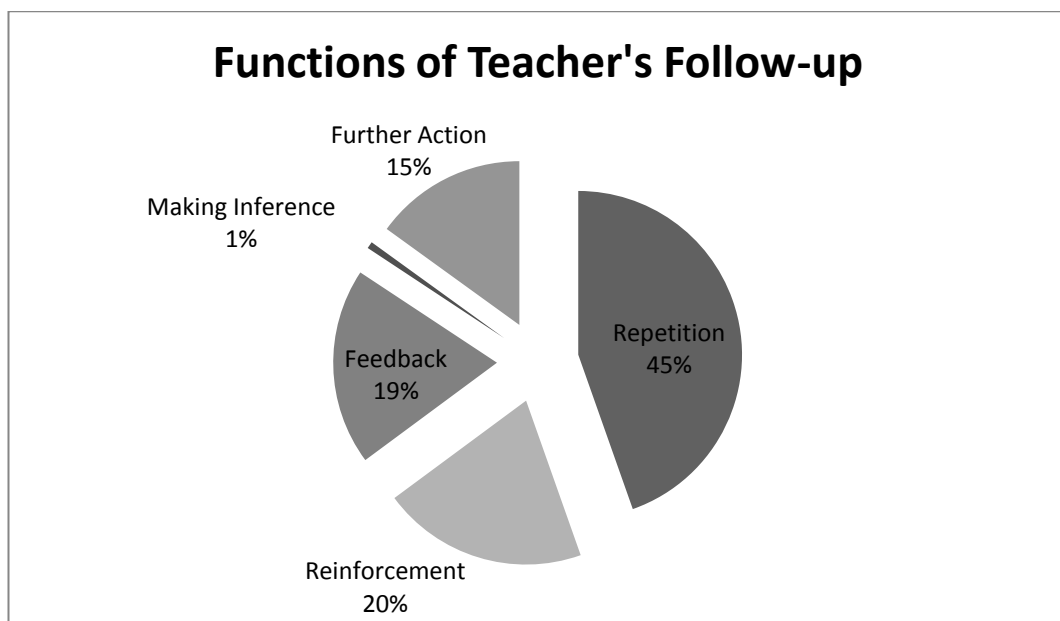 Functions of Teacher's Follow-up
Further Action
15%
Making Inference
1%
Repetition
45%
Feedback
19%
Reinforcement
20%